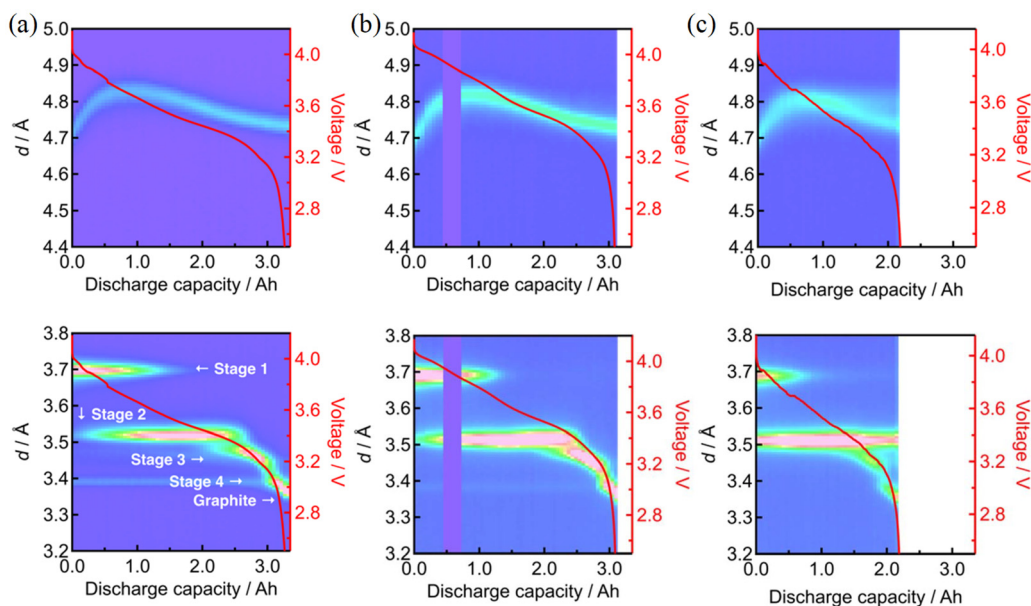 (a) (b) (c)
5.0
4.9
4.8
4.7
4.6
4.5
4.4
d / Å
0.0 1.0 2.0 3.0
Discharge capacity / Ah
4.0
3.6
3.2
2.8
Voltage / V
5.0
4.9
4.8
4.7
4.6
4.5
4.4
d / Å
0.0 1.0 2.0 3.0
Discharge capacity / Ah
4.0
3.6
3.2
2.8
Voltage / V
5.0
4.9
4.8
4.7
4.6
4.5
4.4
d / Å
0.0 1.0 2.0 3.0
Discharge capacity / Ah
4.0
3.6
3.2
2.8
Voltage / V
3.8
3.7
3.6
3.5
3.4
3.3
3.2
d / Å
← Stage 1
↓ Stage 2
Stage 3 →
Stage 4 →
Graphite →
0.0 1.0 2.0 3.0
Discharge capacity / Ah
4.0
3.6
3.2
2.8
Voltage / V
3.8
3.7
3.6
3.5
3.4
3.3
3.2
d / Å
0.0 1.0 2.0 3.0
Discharge capacity / Ah
4.0
3.6
3.2
2.8
Voltage / V
3.8
3.7
3.6
3.5
3.4
3.3
3.2
d / Å
0.0 1.0 2.0 3.0
Discharge capacity / Ah
4.0
3.6
3.2
2.8
Voltage / V